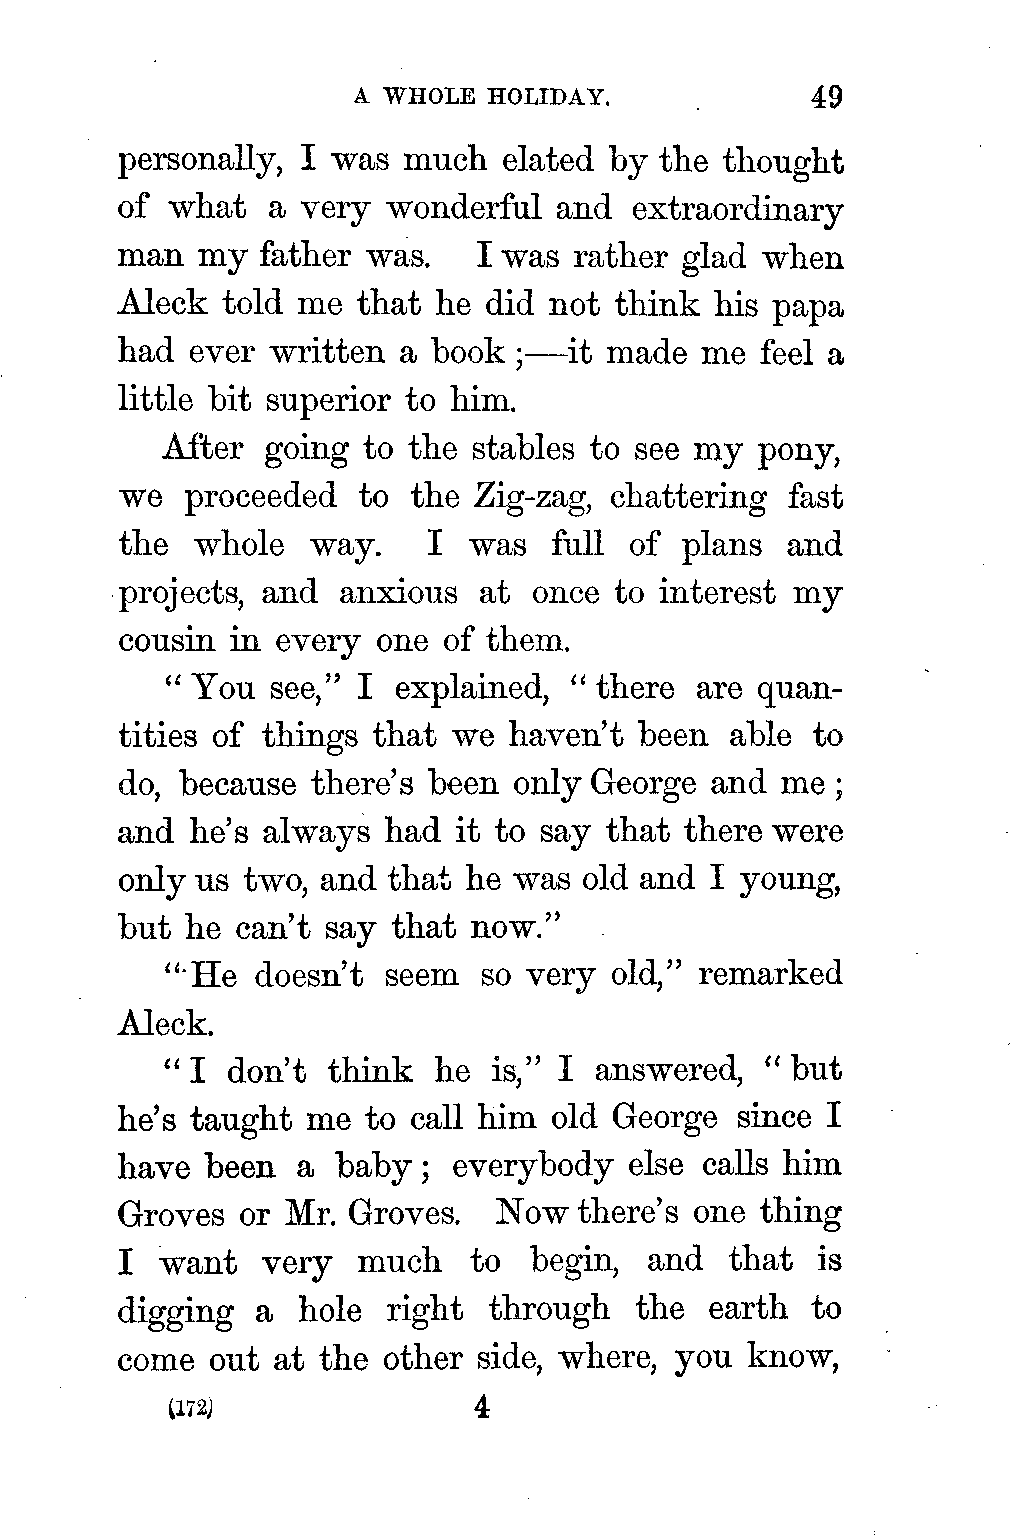 A WHOLE HOLIDAY. 49
personally, I was much elated by the thought
of what a very wonderful and extraordinary
man my father was. I was rather glad when
Aleck told me that he did not think his papa
had ever written a book ;—it made me feel a
little bit superior to him.
After going to the stables to see my pony,
we proceeded to the Zig-zag, chattering fast
the whole way. I was full of plans and
projects, and anxious at once to interest my
cousin in every one of them.
“ You see,” I explained, “ there are quan-
tities of things that we haven’t been able to
do, because there’s been only George and me ;
and he’s always had it to say that there were
only us two, and that he was old and I young,
but he can’t say that now.”
“ He doesn’t seem so very old,” remarked
Aleck.
“ I don’t think he is,” I answered, “ but
he’s taught me to call him old George since I
have been a baby ; everybody else calls him
Groves or Mr. Groves. Now there’s one thing
I want very much to begin, and that is
digging a hole right through the earth to
come out at the other side, where, you know,
(172) 4